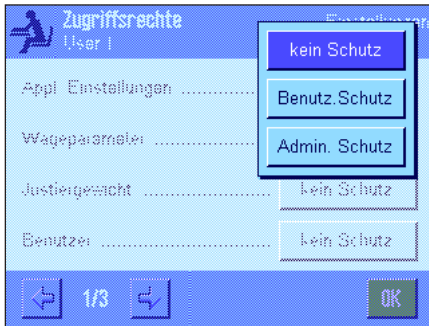 Zugriffsrechte
User 1
kein Schutz
Appl. Einstellungen
Benutz.Schutz
Wägeparameter
Admin. Schutz
Justiergewicht kein Schutz
Benutzer kein Schutz
1/3 OK